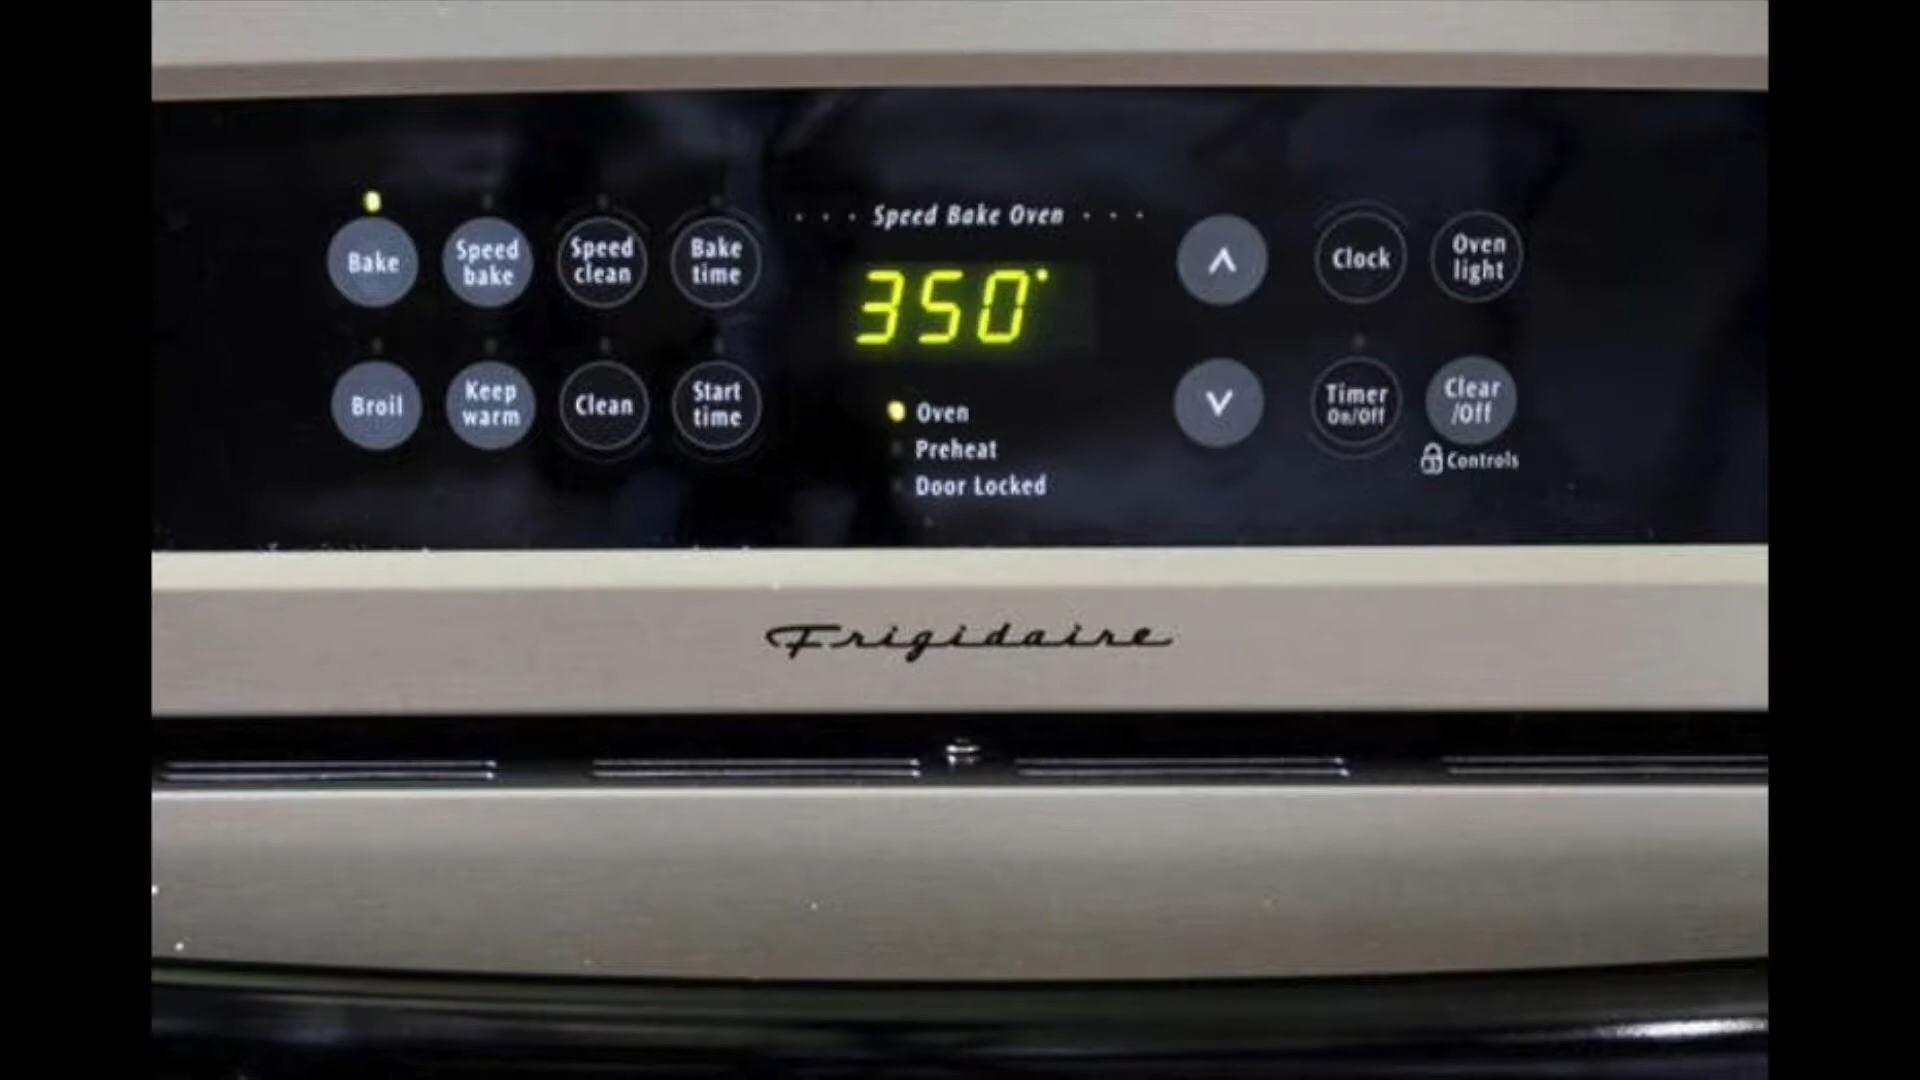 Speed Bake Oven
Bake
Speed
bake
Speed
clean
Bake
time
350°
Clock
Oven
light
Broil
Keep
warm
Clean
Start
time
Oven
Preheat
Door Locked
Timer
On/Off
Clear
/Off
Controls
Frigidaire